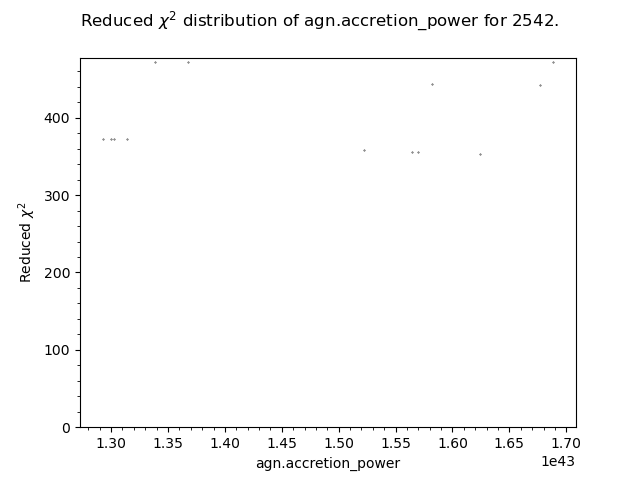 Reduced χ² distribution of agn.accretion_power for 2542.
400
300
200
100
0
Reduced χ²
1.30 1.35 1.40 1.45 1.50 1.55 1.60 1.65 1.70
1e43
agn.accretion_power